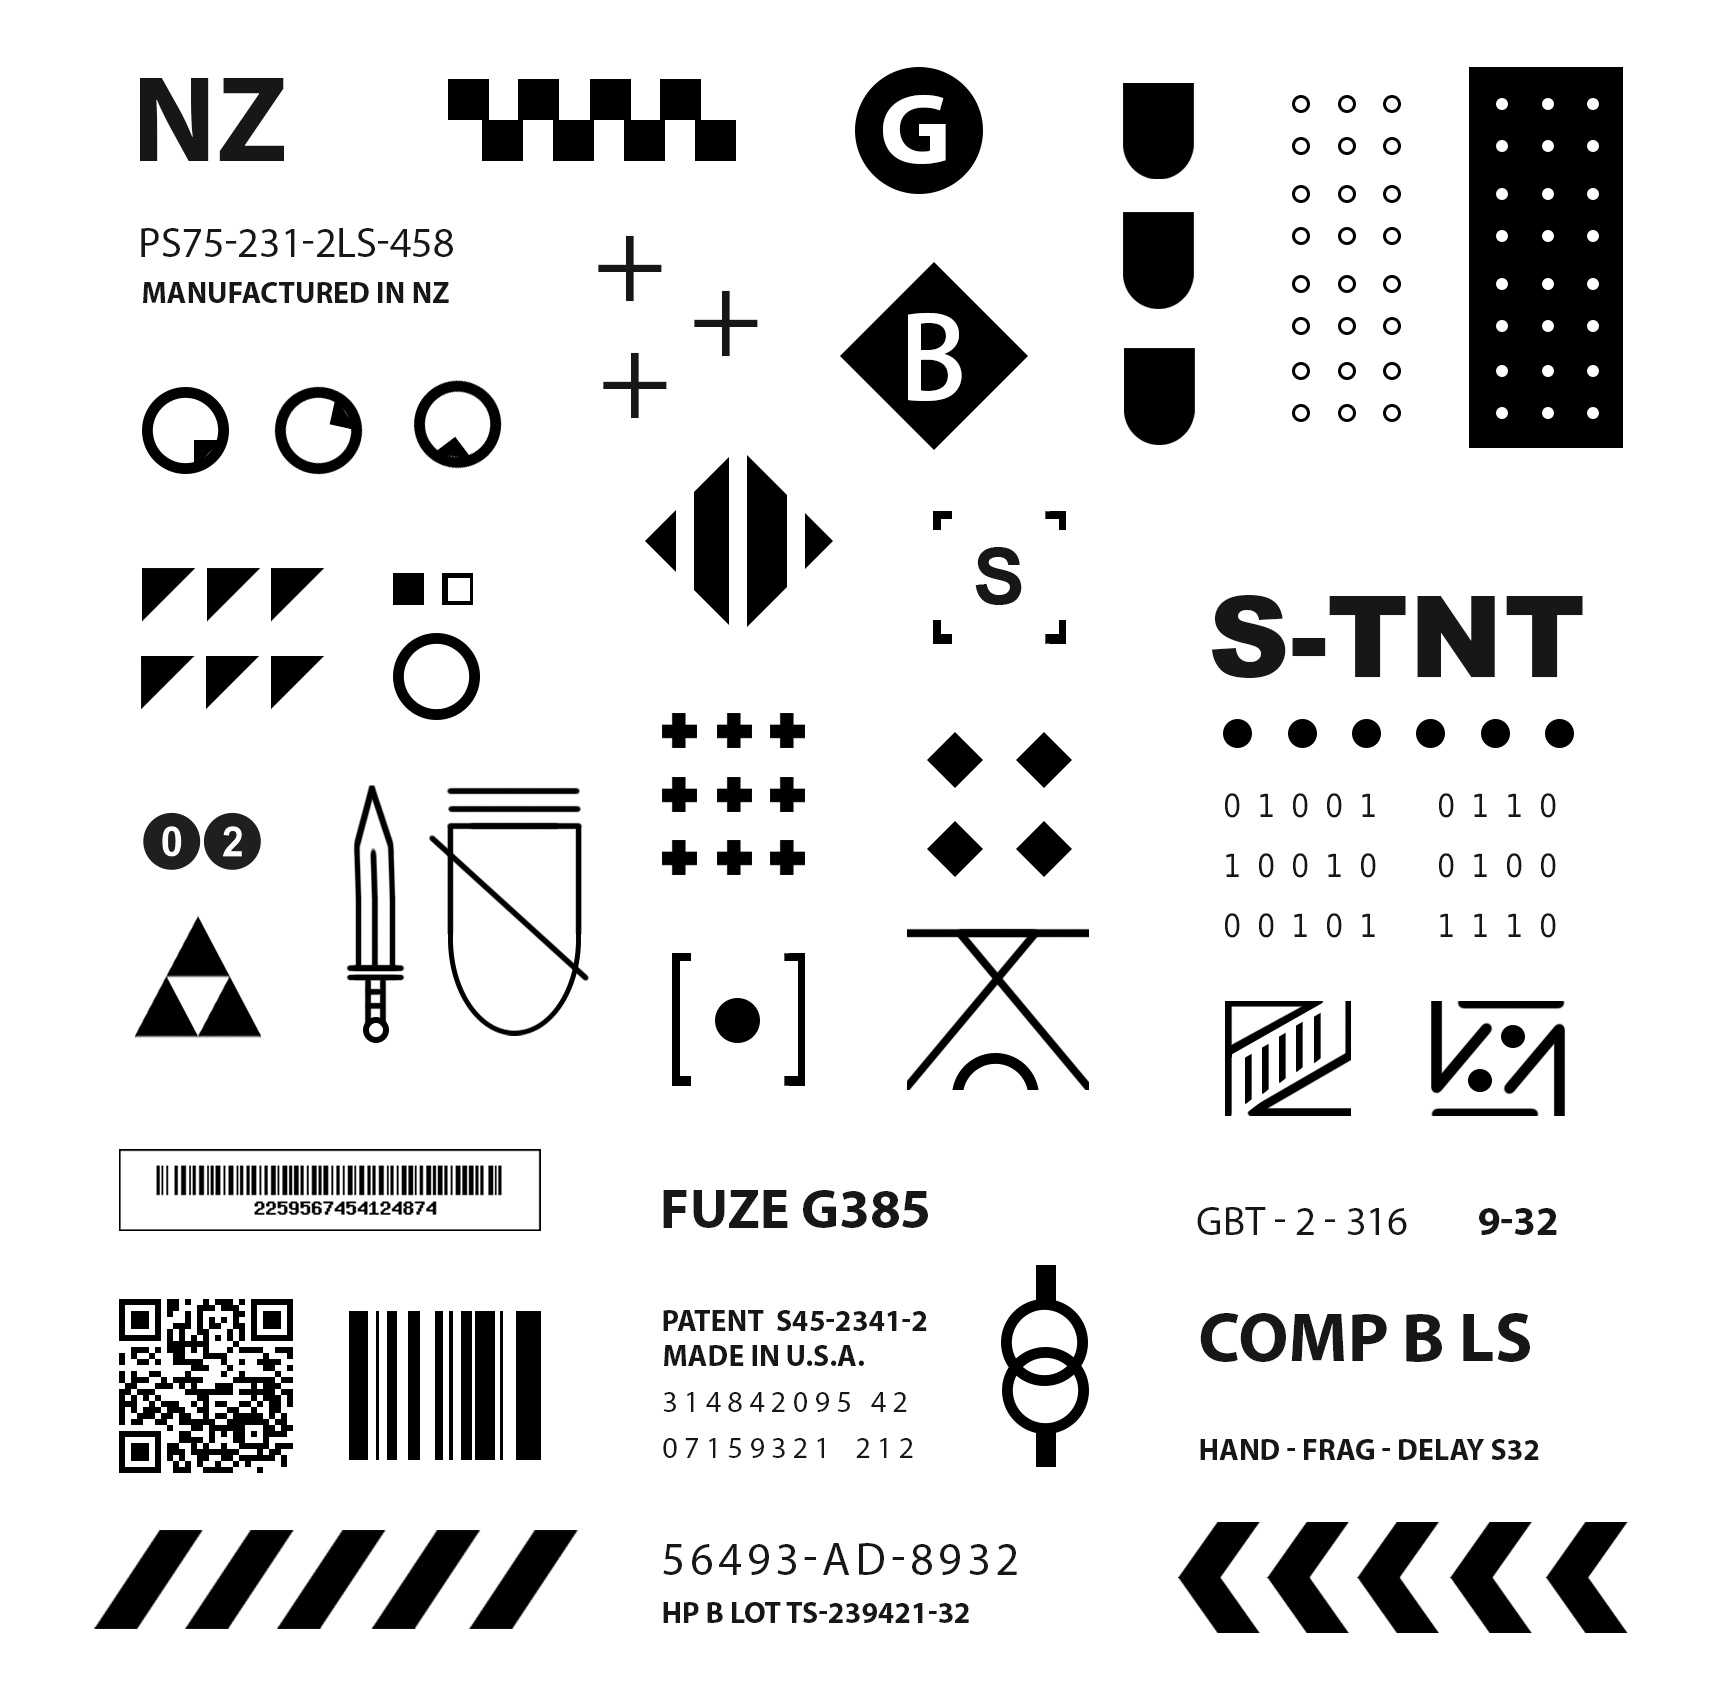 NZ
G
PS75-231-2LS-458
MANUFACTURED IN NZ
B
S
S-TNT
0 2
0 1 0 0 1 0 1 1 0
1 0 0 1 0 0 1 0 0
0 0 1 0 1 1 1 1 0
2259567454124874
FUZE G385
GBT - 2 - 316 9-32
PATENT S45-2341-2
MADE IN U.S.A.
314842095 42
07159321 212
COMP B LS
HAND - FRAG - DELAY S32
56493-AD-8932
HP B LOT TS-239421-32